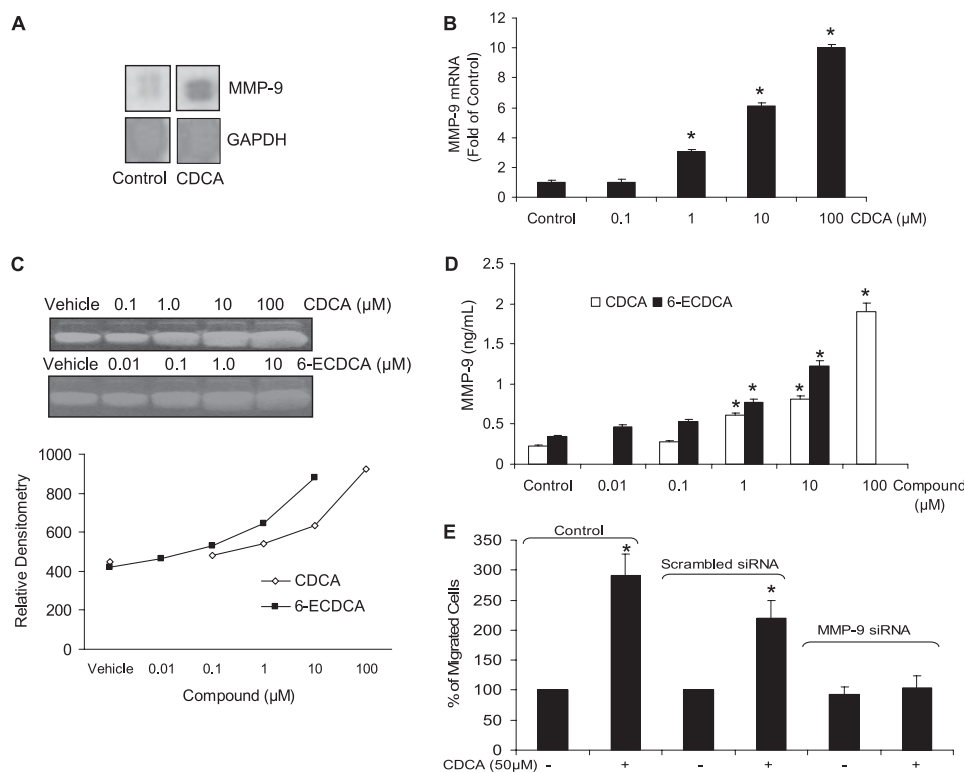 A
MMP-9
GAPDH
Control CDCA
B
MMP-9 mRNA
(Fold of Control)
12
10
8
6
4
2
0
* * *
Control 0.1 1 10 100 CDCA (µM)
C
Vehicle 0.1 1.0 10 100 CDCA (µM)
Vehicle 0.01 0.1 1.0 10 6-ECDCA (µM)
Relative Densitometry
1000
800
600
400
200
0
CDCA
6-ECDCA
Vehicle 0.01 0.1 1 10 100
Compound (µM)
D
MMP-9 (ng/mL)
2.5
2
1.5
1
0.5
0
CDCA 6-ECDCA
* * * * *
Control 0.01 0.1 1 10 100 Compound
(µM)
E
% of Migrated Cells
350
300
250
200
150
100
50
0
Control
Scrambled siRNA
MMP-9 siRNA
* *
CDCA (50µM) - + - + - +